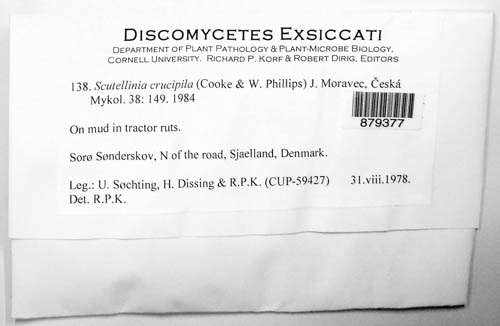 DISCOMYCETES EXSICCATI
DEPARTMENT OF PLANT PATHOLOGY & PLANT-MICROBE BIOLOGY,
CORNELL UNIVERSITY. RICHARD P. KORF & ROBERT DIRIG, EDITORS
138. Scutellinia crucipila (Cooke & W. Phillips) J. Moravec, Česká
Mykol. 38: 149. 1984
879377
On mud in tractor ruts.
Sorø Sønderskov, N of the road, Sjaelland, Denmark.
Leg.: U. Søchting, H. Dissing & R.P.K. (CUP-59427) 31.viii.1978.
Det. R.P.K.